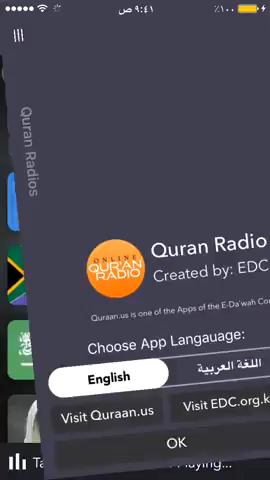 ٩:٤١ ص
٪١٠٠
Quran Radios
ONLINE
QUR'AN
RADIO
Quran Radio
Created by: EDC
Quraan.us is one of the Apps of the E-Da'wah
Choose App Langauage:
English
اللغة العربية
Visit Quraan.us
Visit EDC.org.k
OK
Playing...